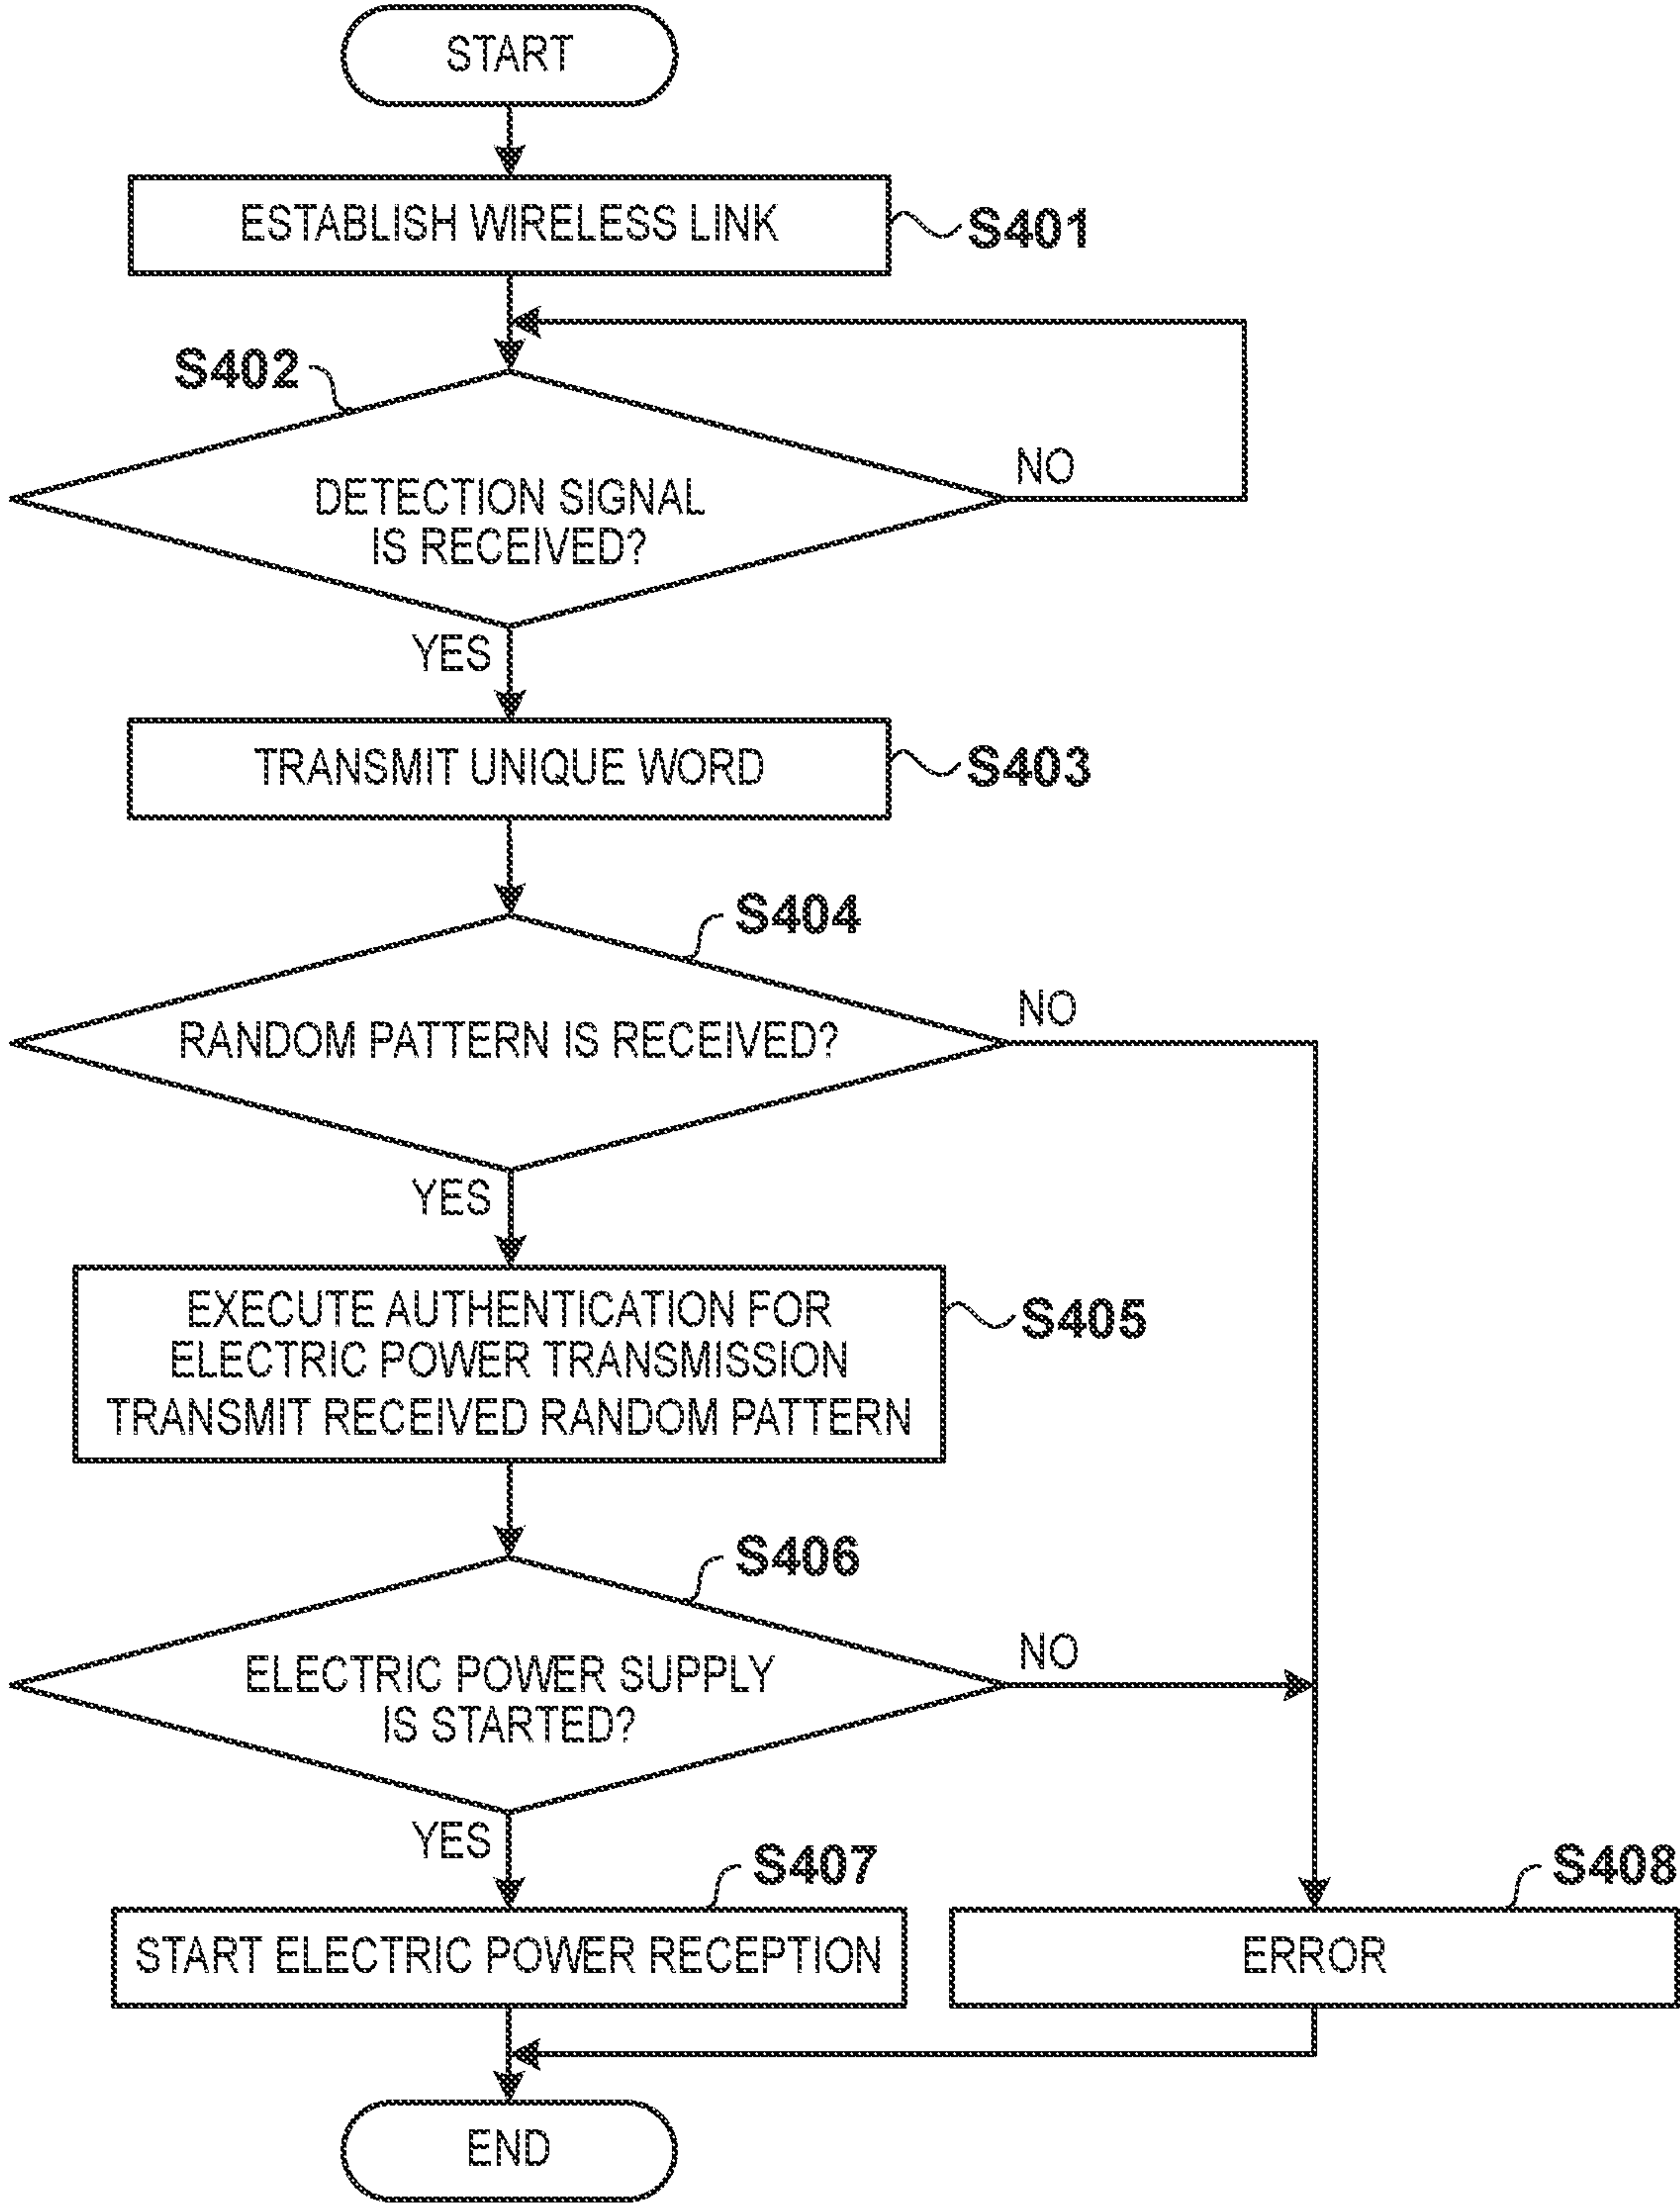 START
ESTABLISH WIRELESS LINK
S401
S402
DETECTION SIGNAL
IS RECEIVED?
NO
YES
TRANSMIT UNIQUE WORD
S403
S404
RANDOM PATTERN IS RECEIVED?
NO
YES
EXECUTE AUTHENTICATION FOR
ELECTRIC POWER TRANSMISSION
TRANSMIT RECEIVED RANDOM PATTERN
S405
S406
ELECTRIC POWER SUPPLY
IS STARTED?
NO
YES
S407
START ELECTRIC POWER RECEPTION
S408
ERROR
END